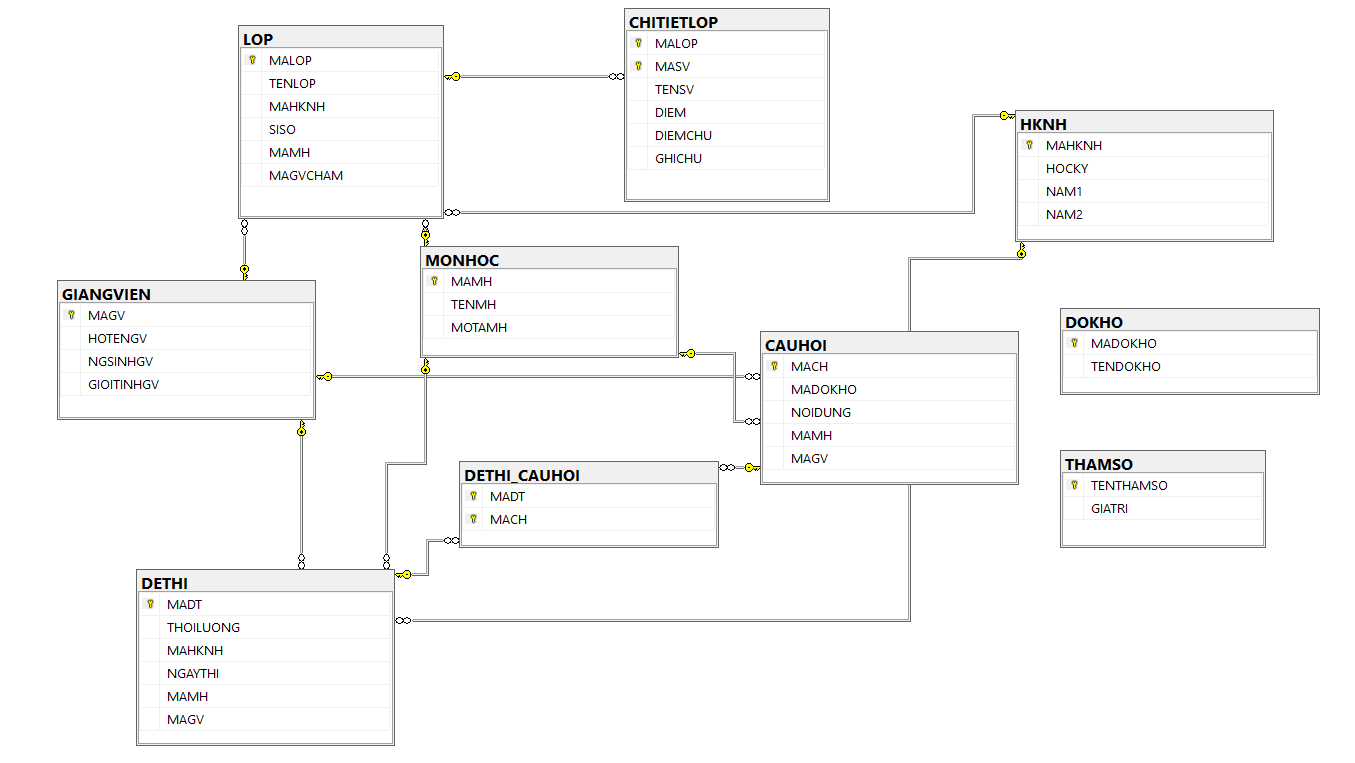 LOP
MALOP
TENLOP
MAHKNH
SISO
MAMH
MAGVCHAM
CHITIETLOP
MALOP
MASV
TENSV
DIEM
DIEMCHU
GHICHU
HKNH
MAHKNH
HOCKY
NAM1
NAM2
MONHOC
MAMH
TENMH
MOTAMH
GIANGVIEN
MAGV
HOTENGV
NGSINHGV
GIOITINHGV
CAUHOI
MACH
MADOKHO
NOIDUNG
MAMH
MAGV
DOKHO
MADOKHO
TENDOKHO
DETHI_CAUHOI
MADT
MACH
THAMSO
TENTHAMSO
GIATRI
DETHI
MADT
THOILUONG
MAHKNH
NGAYTHI
MAMH
MAGV